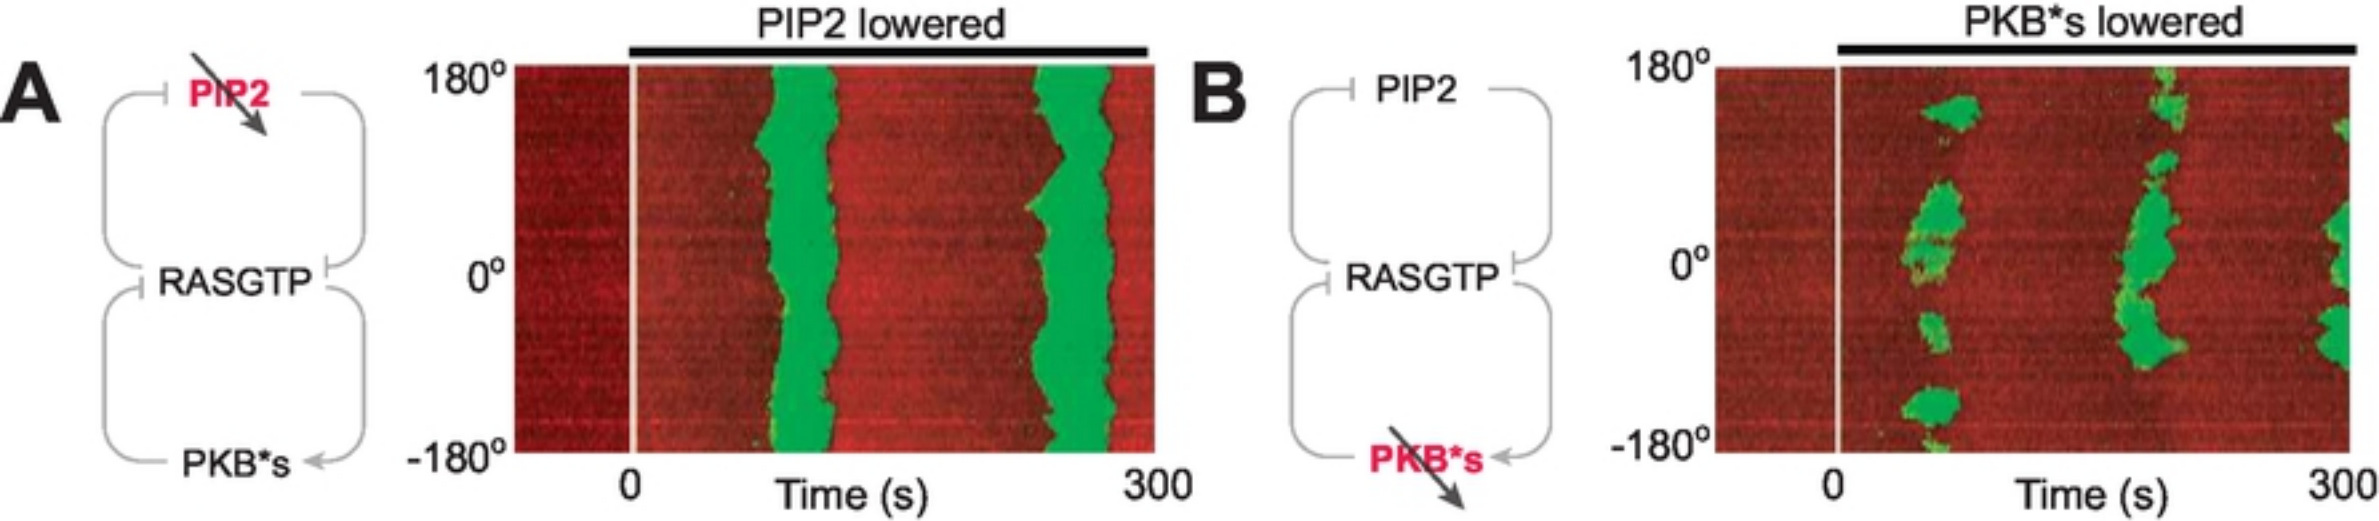 A
PIP2
RASGTP
PKB*s
PIP2 lowered
180º
0º
-180º
0
Time (s)
300
B
PIP2
RASGTP
PKB*s
PKB*s lowered
180º
0º
-180º
0
Time (s)
300